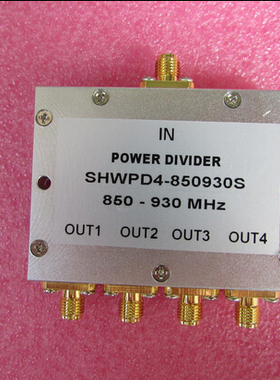 IN
POWER DIVIDER
SHWPD4-850930S
850 - 930 MHz
OUT1 OUT2 OUT3 OUT4